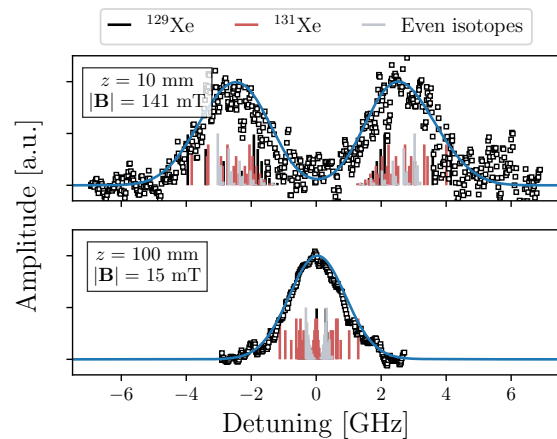 ¹²⁹Xe ¹³¹Xe Even isotopes
z = 10 mm
|B| = 141 mT
z = 100 mm
|B| = 15 mT
Amplitude [a.u.]
−6 −4 −2 0 2 4 6
Detuning [GHz]